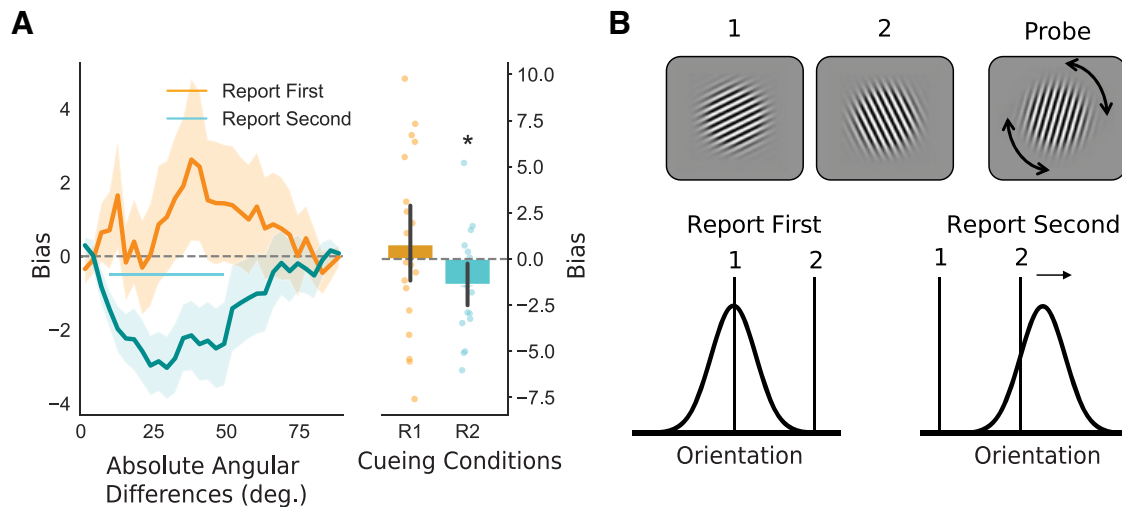 A
Bias
4
2
0
−2
−4
Report First
Report Second
0
25
50
75
Absolute Angular
Differences (deg.)
*
10.0
7.5
5.0
2.5
0.0
−2.5
−5.0
−7.5
Bias
R1
R2
Cueing Conditions
B
1
2
Probe
Report First
1
2
Orientation
Report Second
1
2
Orientation